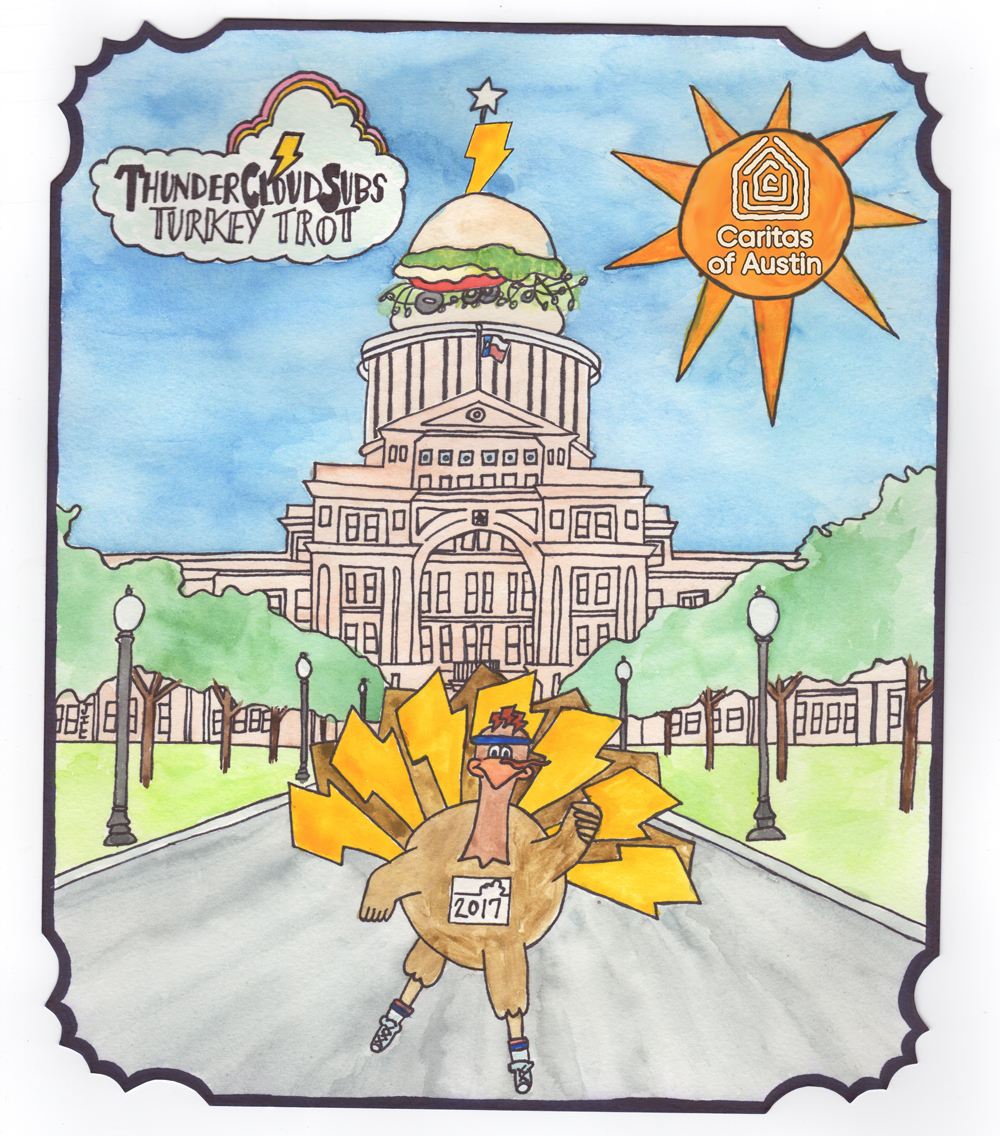 THUNDERCLOUDSUBS
TURKEY TROT
Caritas
of Austin
2017